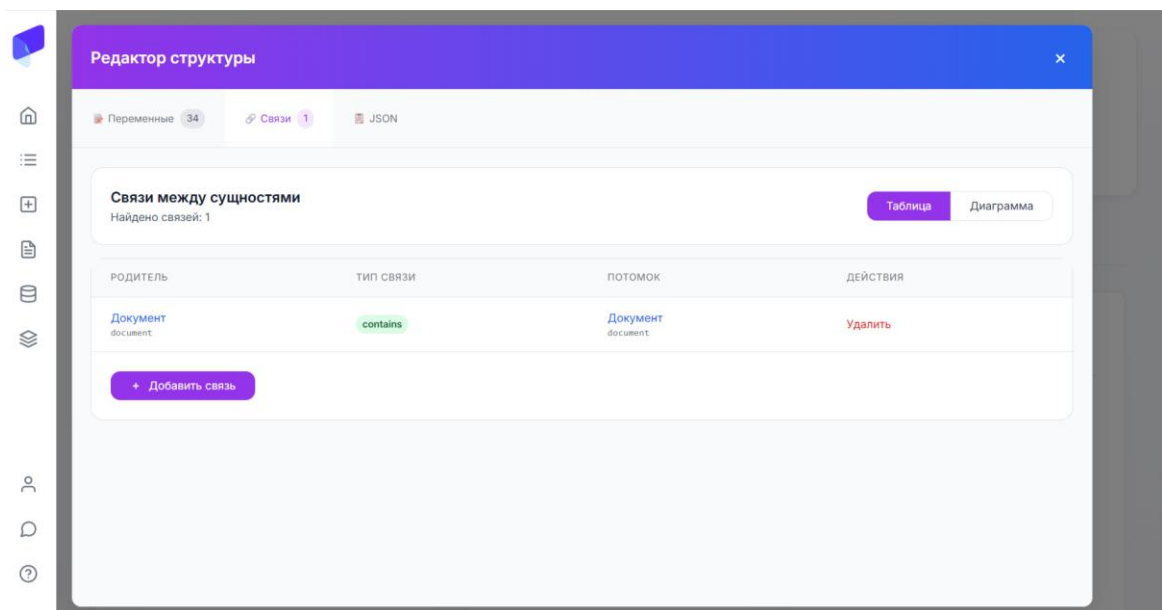 Редактор структуры
×
Переменные 34
Связи 1
JSON
Связи между сущностями
Найдено связей: 1
Таблица
Диаграмма
РОДИТЕЛЬ
ТИП СВЯЗИ
ПОТОМОК
ДЕЙСТВИЯ
Документ
document
contains
Документ
document
Удалить
+ Добавить связь